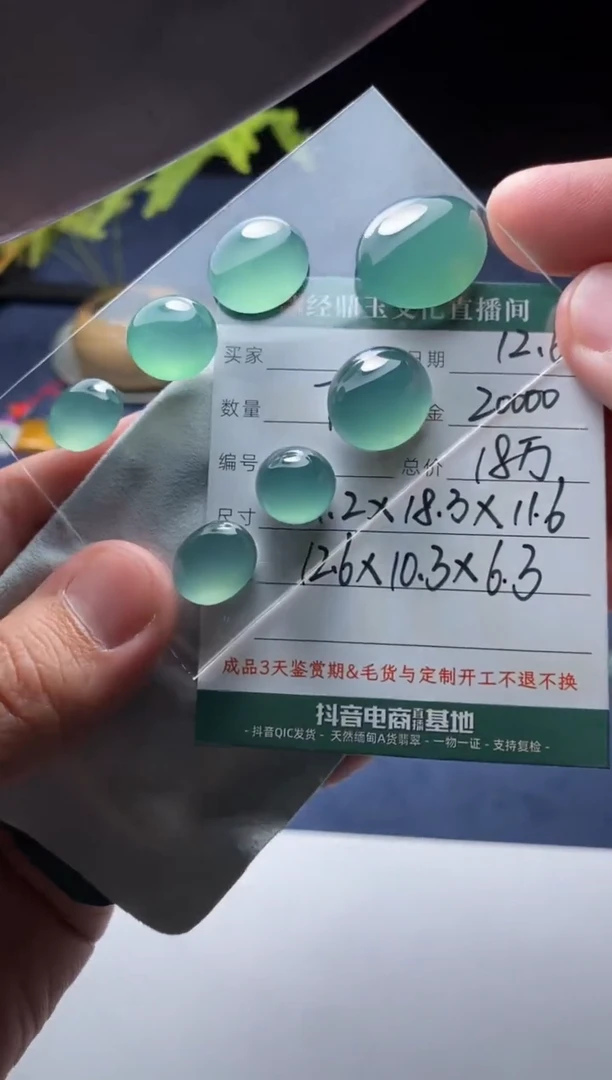 经 玉文化直播间
买家 日期 12.6
数量 金 20000
编号 总价 18万
尺寸 1.2×18.3×11.6
12.6×10.3×6.3
成品3天鉴赏期&毛货与定制开工不退不换
抖音电商直播基地
- 抖音QIC发货 - 天然缅甸A货翡翠 - 一物一证 - 支持复检 -